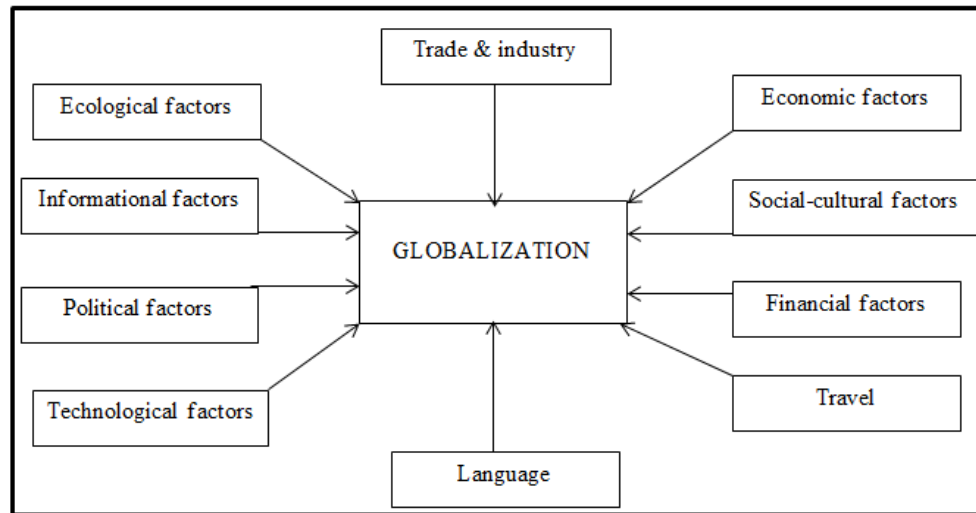 Trade & industry
Ecological factors
Economic factors
Informational factors
Social-cultural factors
GLOBALIZATION
Political factors
Financial factors
Technological factors
Travel
Language